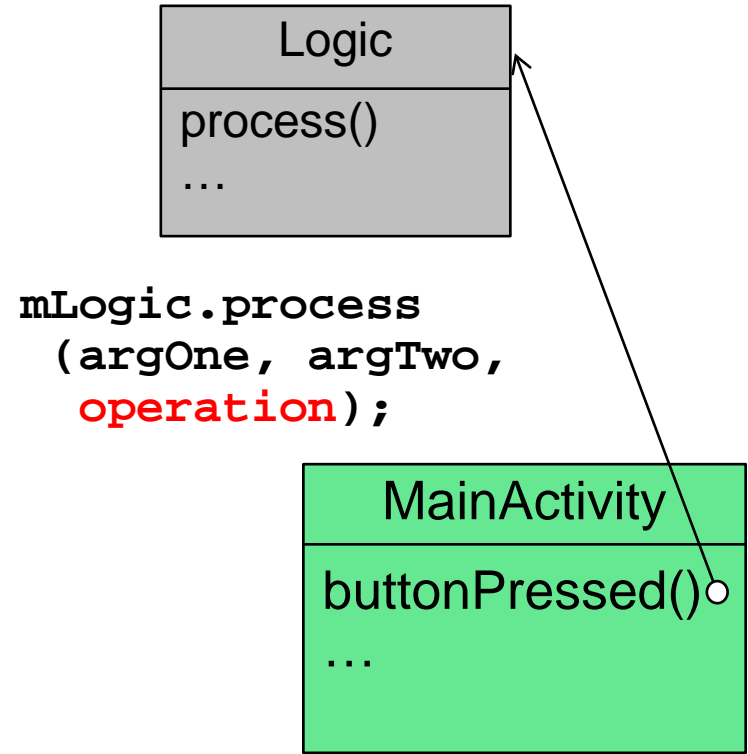 Logic
process()
…
mLogic.process
(argOne, argTwo,
operation);
MainActivity
buttonPressed()
…